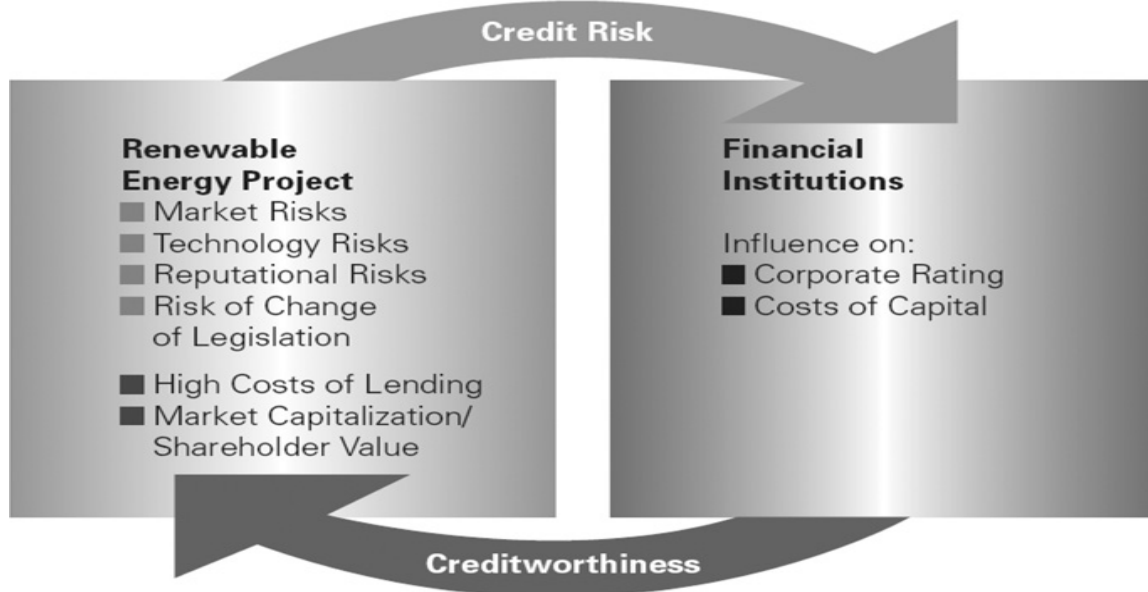 Credit Risk
Renewable
Energy Project
Market Risks
Technology Risks
Reputational Risks
Risk of Change
of Legislation
High Costs of Lending
Market Capitalization/
Shareholder Value
Financial
Institutions
Influence on:
Corporate Rating
Costs of Capital
Creditworthiness